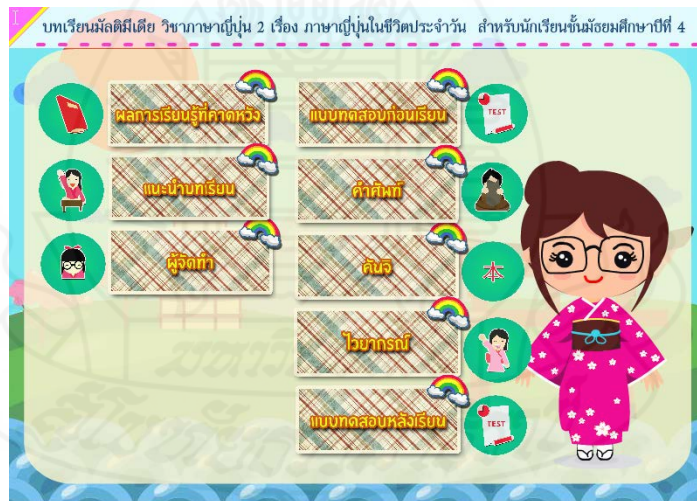 บทเรียนมัลติมีเดีย วิชาภาษาญี่ปุ่น 2 เรื่อง ภาษาญี่ปุ่นในชีวิตประจำวัน สำหรับนักเรียนชั้นมัธยมศึกษาปีที่ 4
ผลการเรียนรู้ที่คาดหวัง
แนะนำบทเรียน
ผู้จัดทำ
แบบทดสอบก่อนเรียน
TEST
คำศัพท์
คันจิ
本
ไวยากรณ์
แบบทดสอบหลังเรียน
TEST